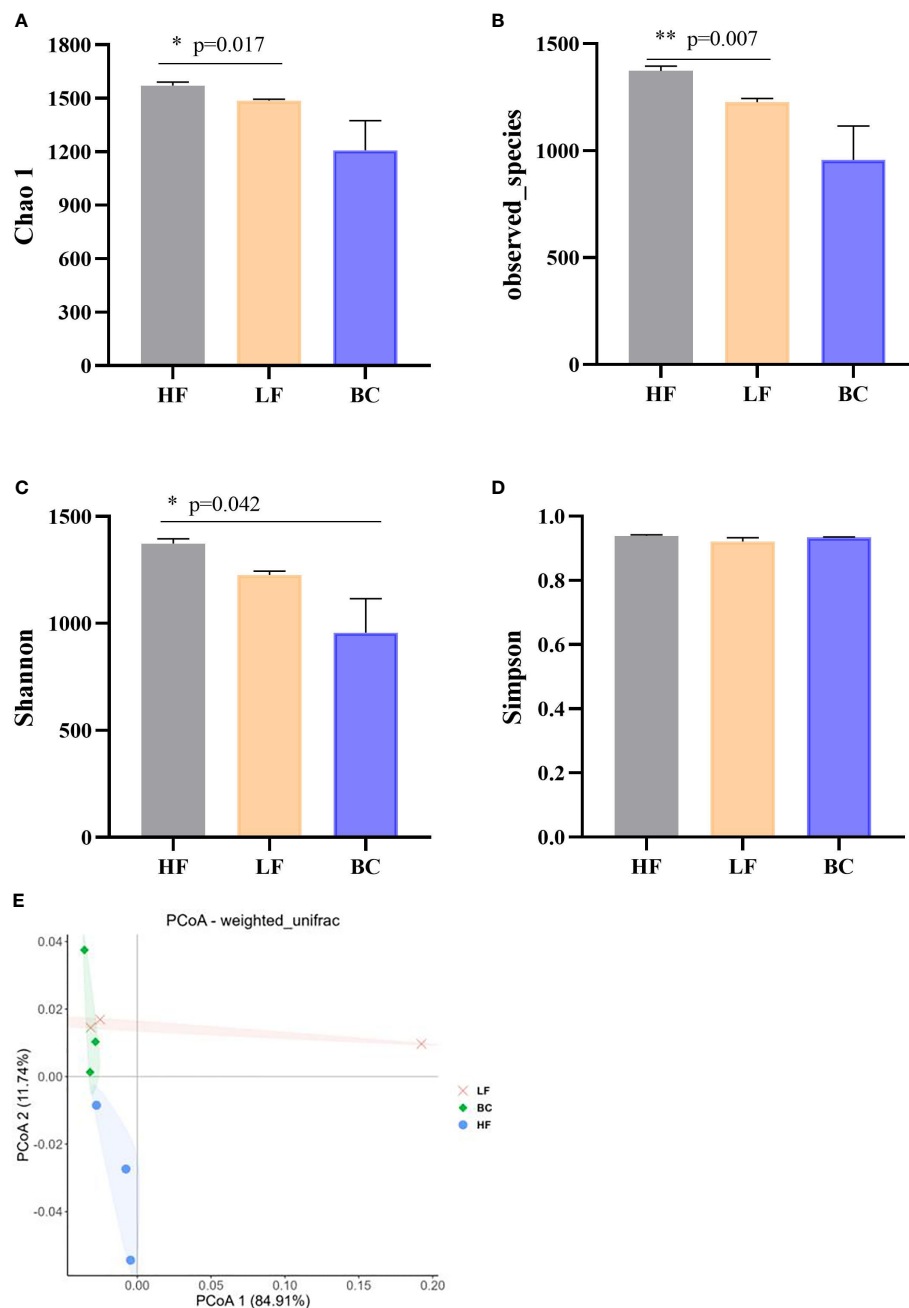 A
* p=0.017
Chao 1
1800
1500
1200
900
600
300
0
HF LF BC
B
** p=0.007
observed_species
1500
1000
500
0
HF LF BC
C
* p=0.042
Shannon
1500
1000
500
0
HF LF BC
D
Simpson
1.0
0.8
0.6
0.4
0.2
0.0
HF LF BC
E
PCoA - weighted_unifrac
PCoA 2 (11.74%)
0.04
0.02
0.00
-0.02
-0.04
0.00 0.05 0.10 0.15 0.20
PCoA 1 (84.91%)
LF
BC
HF